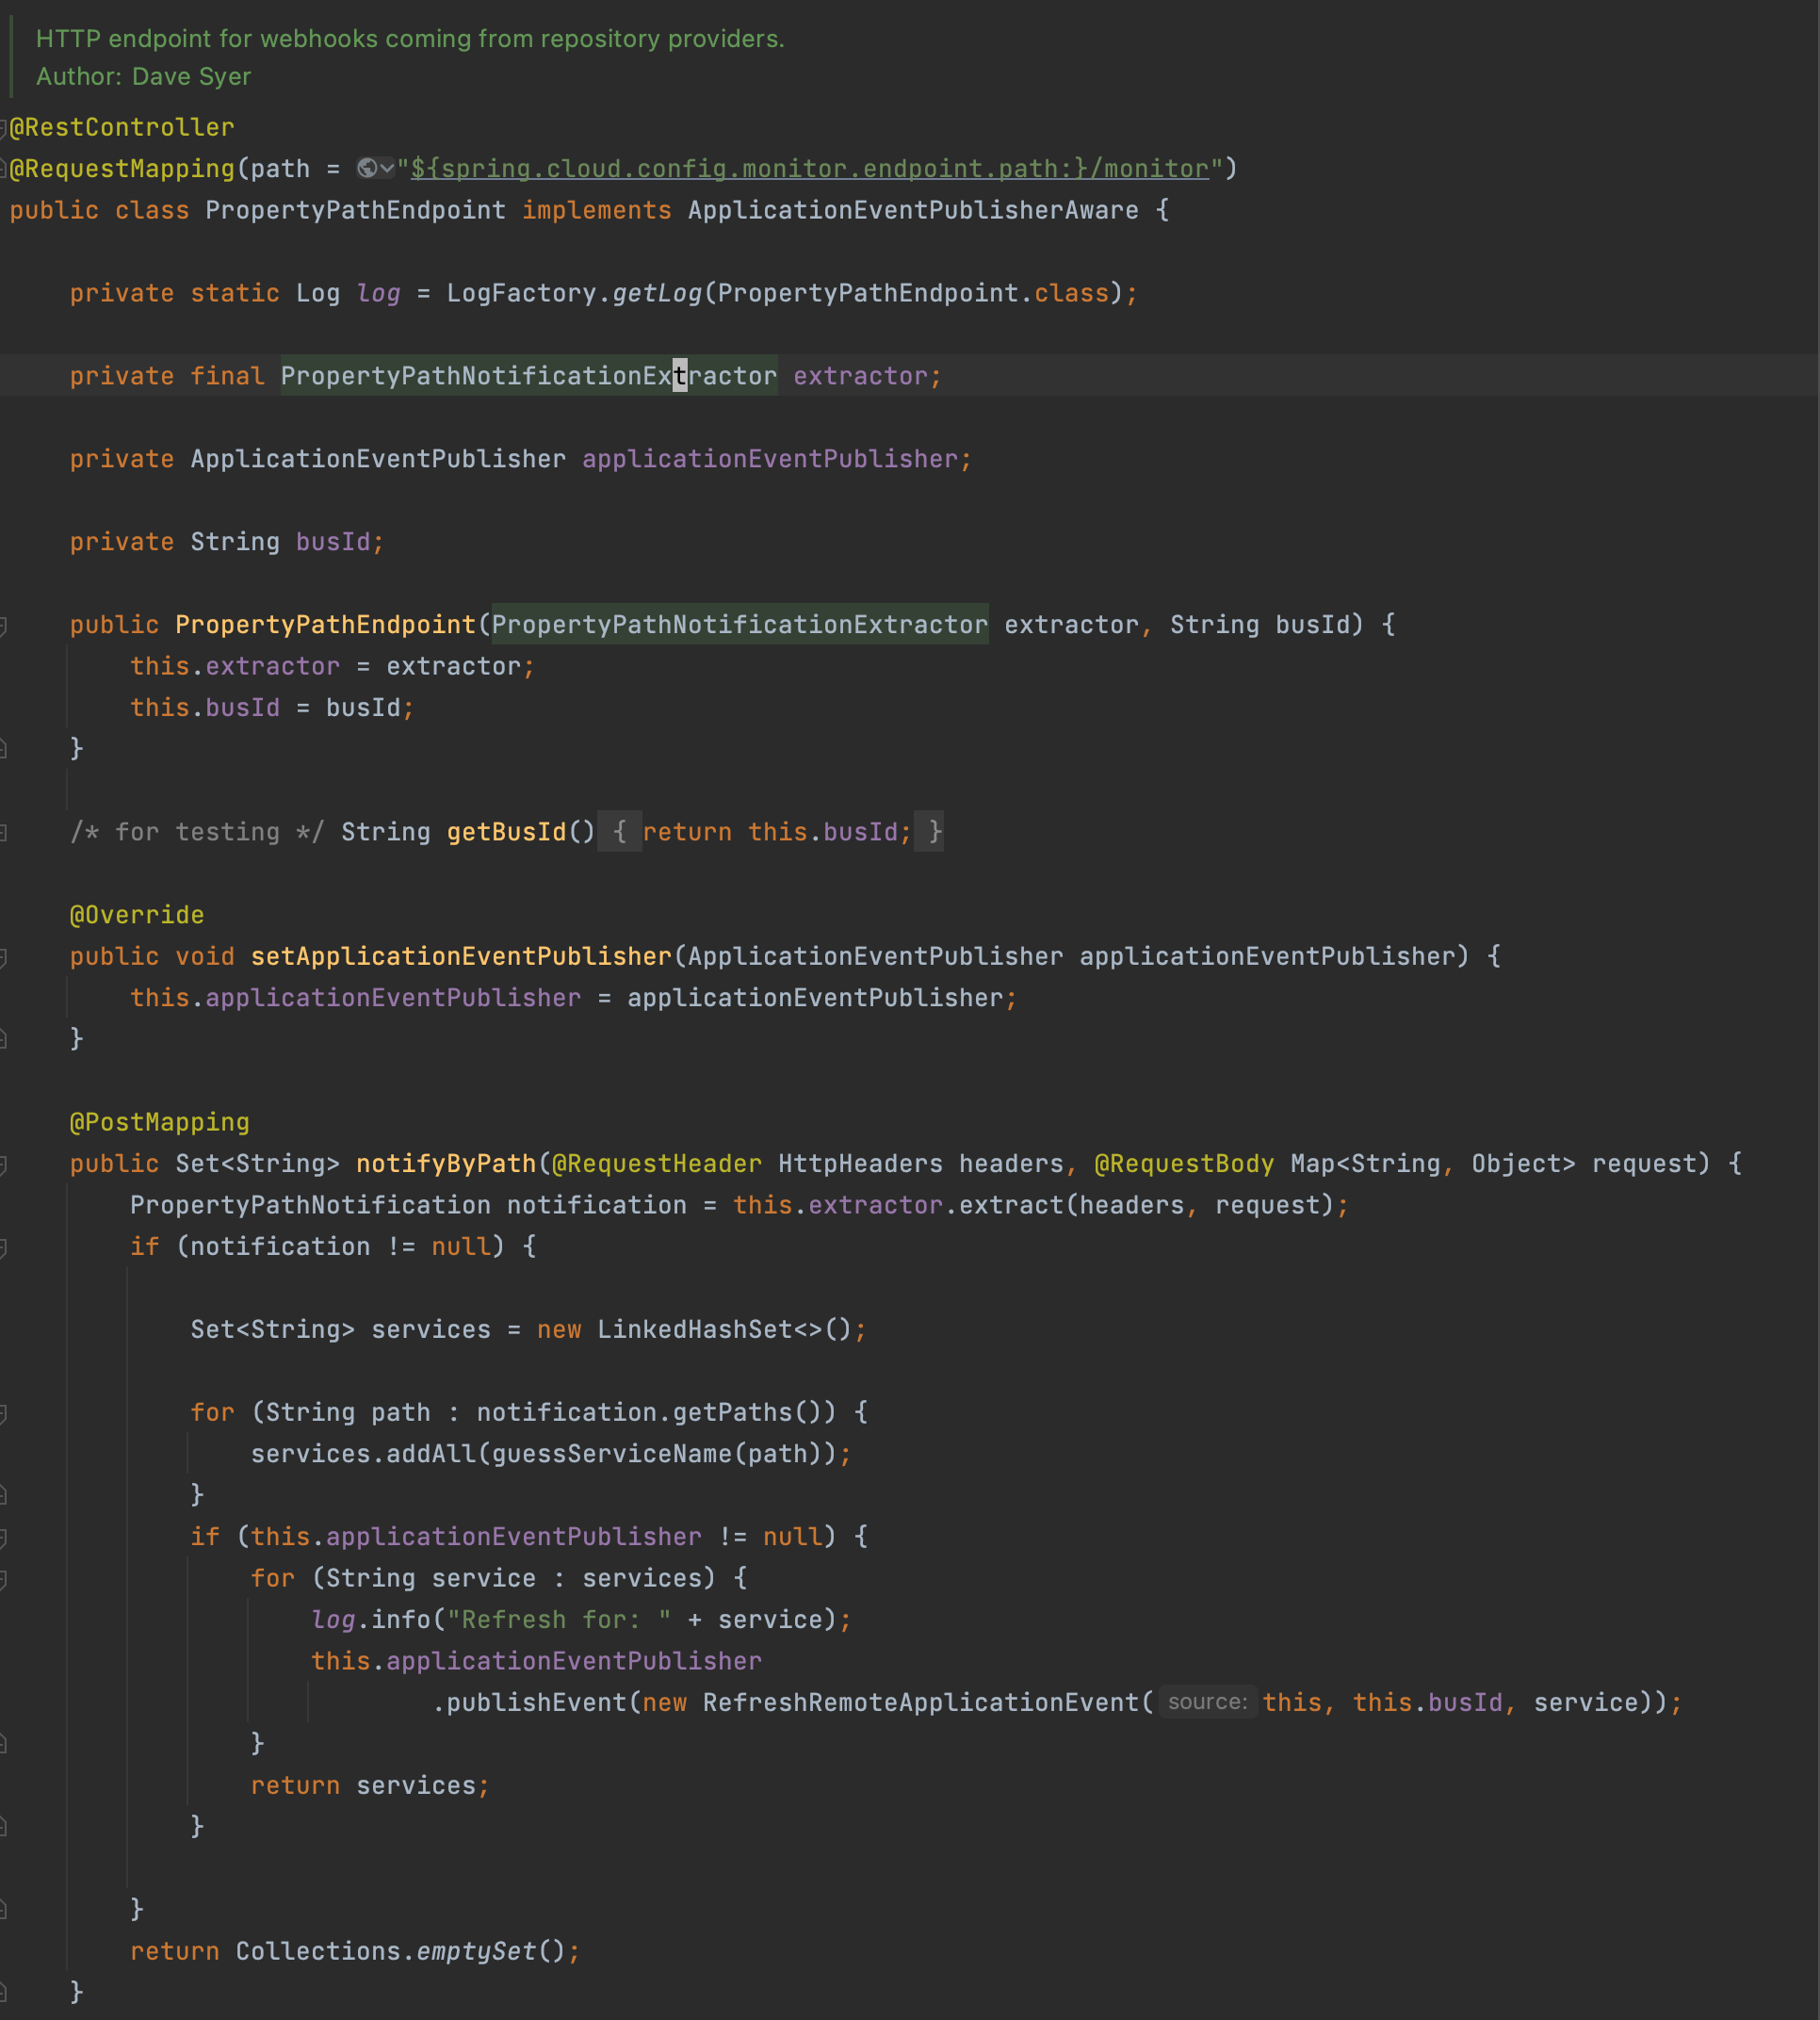 HTTP endpoint for webhooks coming from repository providers.
Author: Dave Syer
@RestController
@RequestMapping(path = "${spring.cloud.config.monitor.endpoint.path:}/monitor")
public class PropertyPathEndpoint implements ApplicationEventPublisherAware {
private static Log log = LogFactory.getLog(PropertyPathEndpoint.class);
private final PropertyPathNotificationExtractor extractor;
private ApplicationEventPublisher applicationEventPublisher;
private String busId;
public PropertyPathEndpoint(PropertyPathNotificationExtractor extractor, String busId) {
this.extractor = extractor;
this.busId = busId;
}
/* for testing */ String getBusId() { return this.busId; }
@Override
public void setApplicationEventPublisher(ApplicationEventPublisher applicationEventPublisher) {
this.applicationEventPublisher = applicationEventPublisher;
}
@PostMapping
public Set<String> notifyByPath(@RequestHeader HttpHeaders headers, @RequestBody Map<String, Object> request) {
PropertyPathNotification notification = this.extractor.extract(headers, request);
if (notification != null) {
Set<String> services = new LinkedHashSet<>();
for (String path : notification.getPaths()) {
services.addAll(guessServiceName(path));
}
if (this.applicationEventPublisher != null) {
for (String service : services) {
log.info("Refresh for: " + service);
this.applicationEventPublisher
.publishEvent(new RefreshRemoteApplicationEvent( source: this, this.busId, service));
}
return services;
}
}
return Collections.emptySet();
}